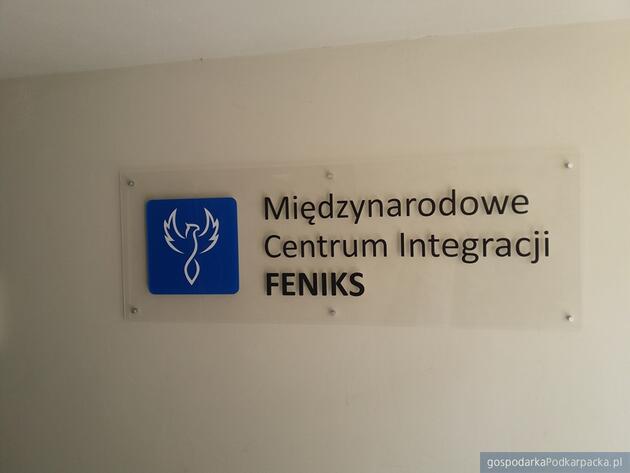 Międzynarodowe
Centrum Integracji
FENIKS
gospodarkaPodkarpacka.pl